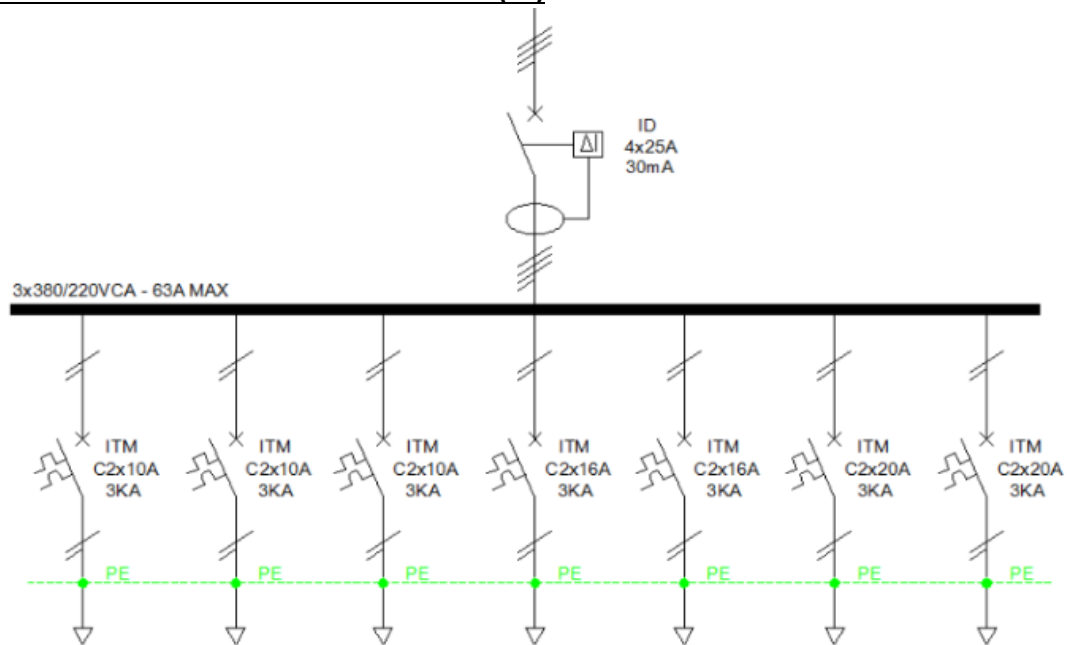 ID
4x25A
30mA
3x380/220VCA - 63A MAX
ITM
C2x10A
3KA
ITM
C2x10A
3KA
ITM
C2x10A
3KA
ITM
C2x16A
3KA
ITM
C2x16A
3KA
ITM
C2x20A
3KA
ITM
C2x20A
3KA
PE
PE
PE
PE
PE
PE
PE